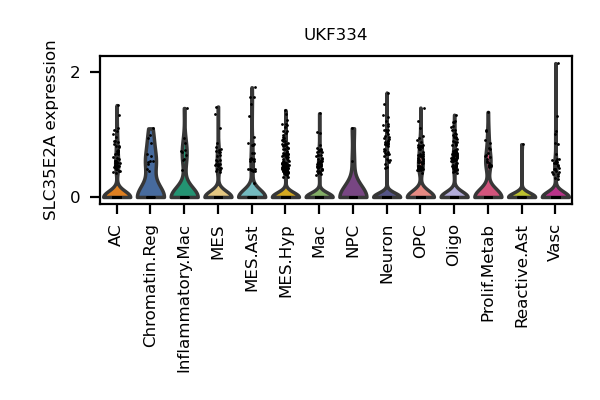 UKF334
SLC35E2A expression
2
0
AC
Chromatin.Reg
Inflammatory.Mac
MES
MES.Ast
MES.Hyp
Mac
NPC
Neuron
OPC
Oligo
Prolif.Metab
Reactive.Ast
Vasc